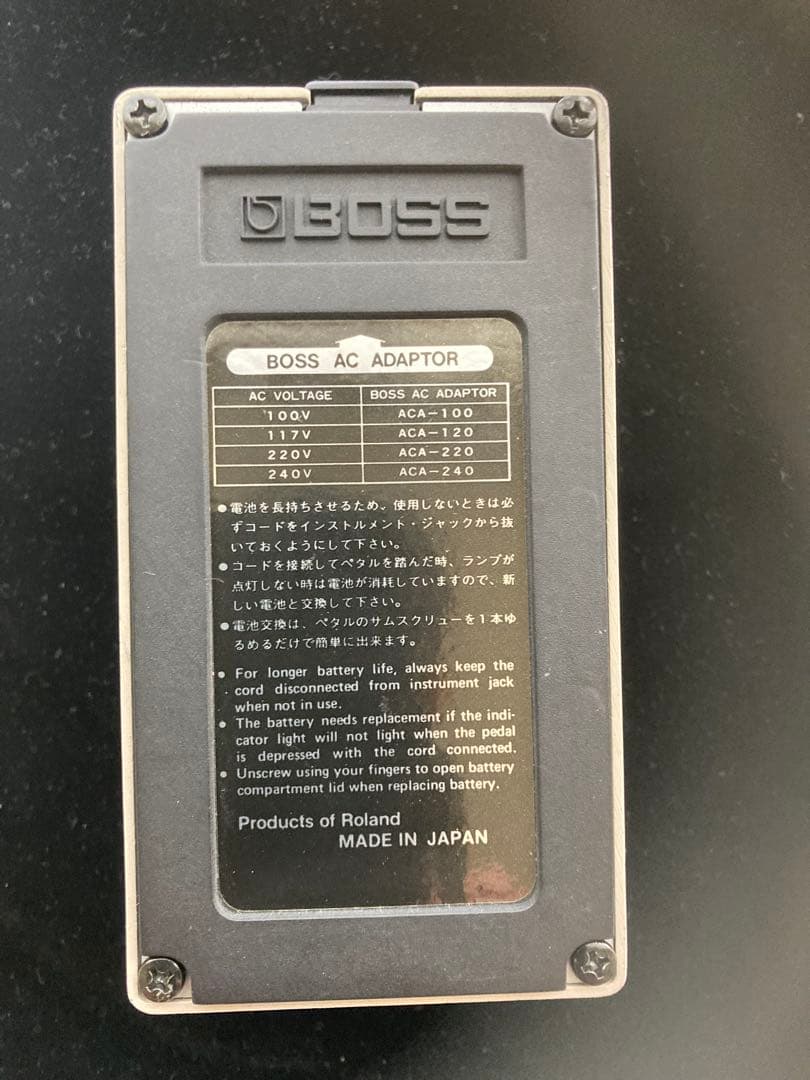 BOSS
BOSS AC ADAPTOR
AC VOLTAGE BOSS AC ADAPTOR
100V ACA-100
117V ACA-120
220V ACA-220
240V ACA-240
●電池を長持ちさせるため、使用しないときは必
ずコードをインストルメント・ジャックから抜
いておくようにして下さい。
●コードを接続してペタルを踏んだ時、ランプが
点灯しない時は電池が消耗していますので、新
しい電池と交換して下さい。
●電池交換は、ペタルのサムスクリューを1本ゆ
るめるだけで簡単に出来ます。
● For longer battery life, always keep the
cord disconnected from instrument jack
when not in use.
● The battery needs replacement if the indi-
cator light will not light when the pedal
is depressed with the cord connected.
● Unscrew using your fingers to open battery
compartment lid when replacing battery.
Products of Roland
MADE IN JAPAN